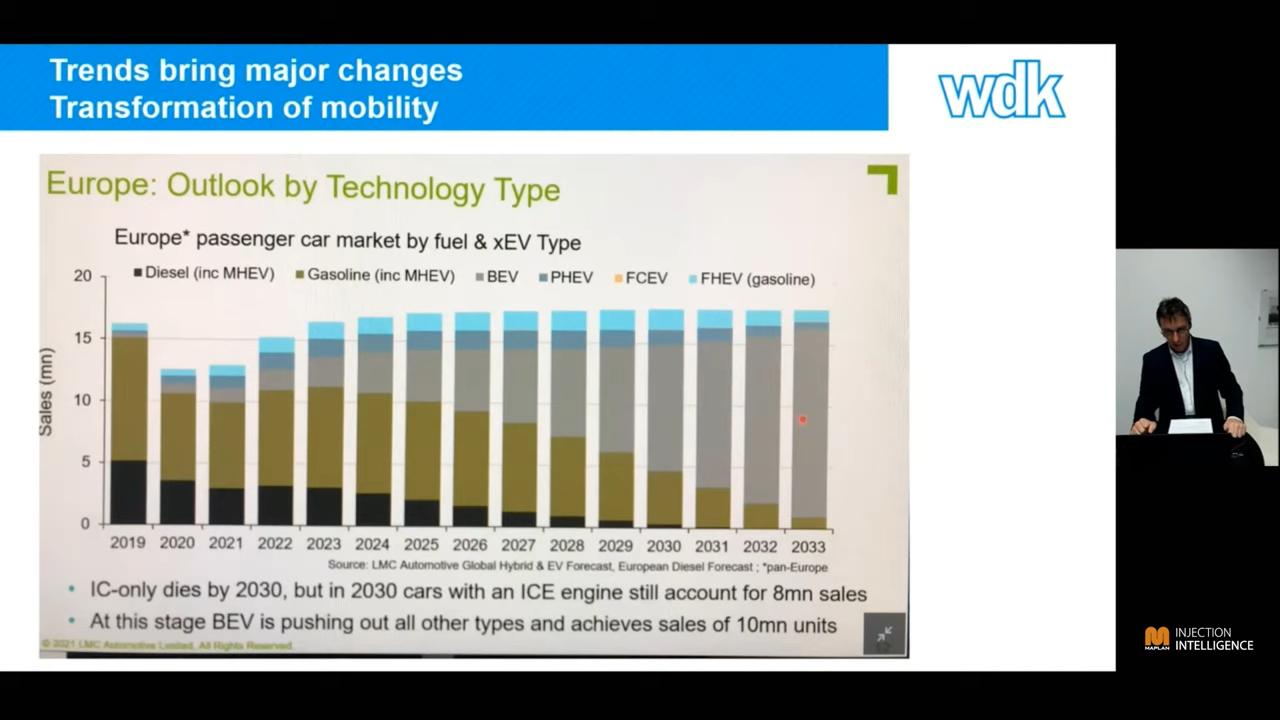 Trends bring major changes
Transformation of mobility
wdk
Europe: Outlook by Technology Type
Europe* passenger car market by fuel & xEV Type
Diesel (inc MHEV) Gasoline (inc MHEV) BEV PHEV FCEV FHEV (gasoline)
Sales (mn)
20
15
10
5
0
2019 2020 2021 2022 2023 2024 2025 2026 2027 2028 2029 2030 2031 2032 2033
Source: LMC Automotive Global Hybrid & EV Forecast, European Diesel Forecast ; *pan-Europe
• IC-only dies by 2030, but in 2030 cars with an ICE engine still account for 8mn sales
• At this stage BEV is pushing out all other types and achieves sales of 10mn units
© 2021 LMC Automotive Limited, All Rights Reserved.
MAPLAN
INJECTION
INTELLIGENCE